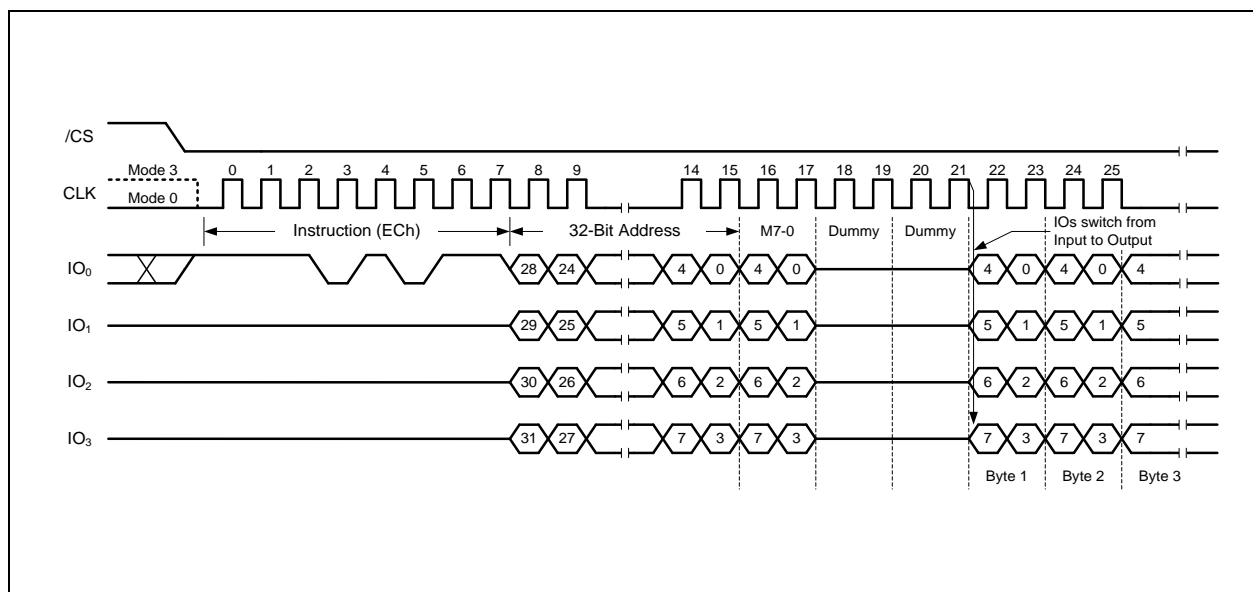 /CS
Mode 3
0 1 2 3 4 5 6 7 8 9 14 15 16 17 18 19 20 21 22 23 24 25
CLK
Mode 0
Instruction (ECh) 32-Bit Address M7-0 Dummy Dummy
IOs switch from
Input to Output
IO0 28 24 4 0 4 0 4 0 4 0 4
IO1 29 25 5 1 5 1 5 1 5 1 5
IO2 30 26 6 2 6 2 6 2 6 2 6
IO3 31 27 7 3 7 3 7 3 7 3 7
Byte 1 Byte 2 Byte 3